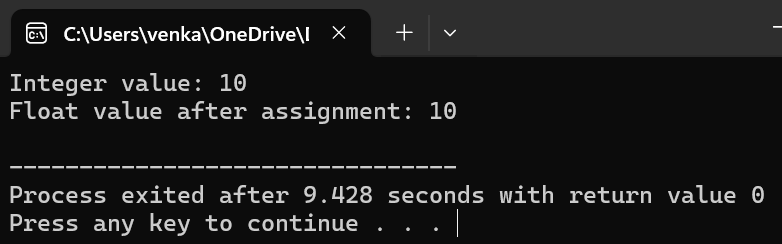 C:\Users\venka\OneDrive\I
Integer value: 10
Float value after assignment: 10
--------------------------------
Process exited after 9.428 seconds with return value 0
Press any key to continue . . .